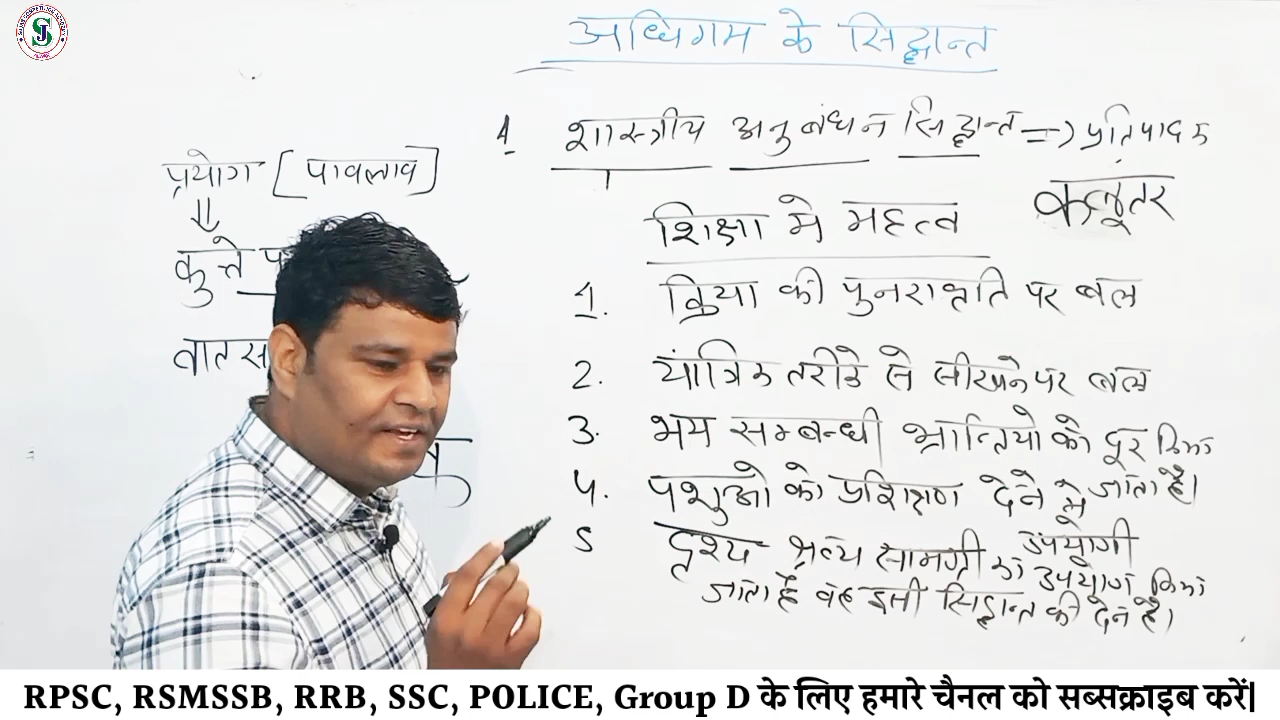 अधिगम के सिद्धान्त
1 शास्त्रीय अनुबंधन सिद्धान्त => प्रतिपादक
प्रयोग [पावलाव]
⇓
कुत्ते
शिक्षा मे महत्व
कबूतर
1. क्रिया की पुनरावृति पर बल
2. यांत्रिक तरीके से सीखने पर बल
3. भय सम्बन्धी भ्रान्तियो को दूर किया
जाता है।
4. पशुओ को प्रशिक्षण देने मे
उपयोगी
5 दृश्य श्रव्य सामग्री का उपयोग किया
जाता है वह इसी सिद्धान्त की देन है।
RPSC, RSMSSB, RRB, SSC, POLICE, Group D के लिए हमारे चैनल को सब्सक्राइब करें|